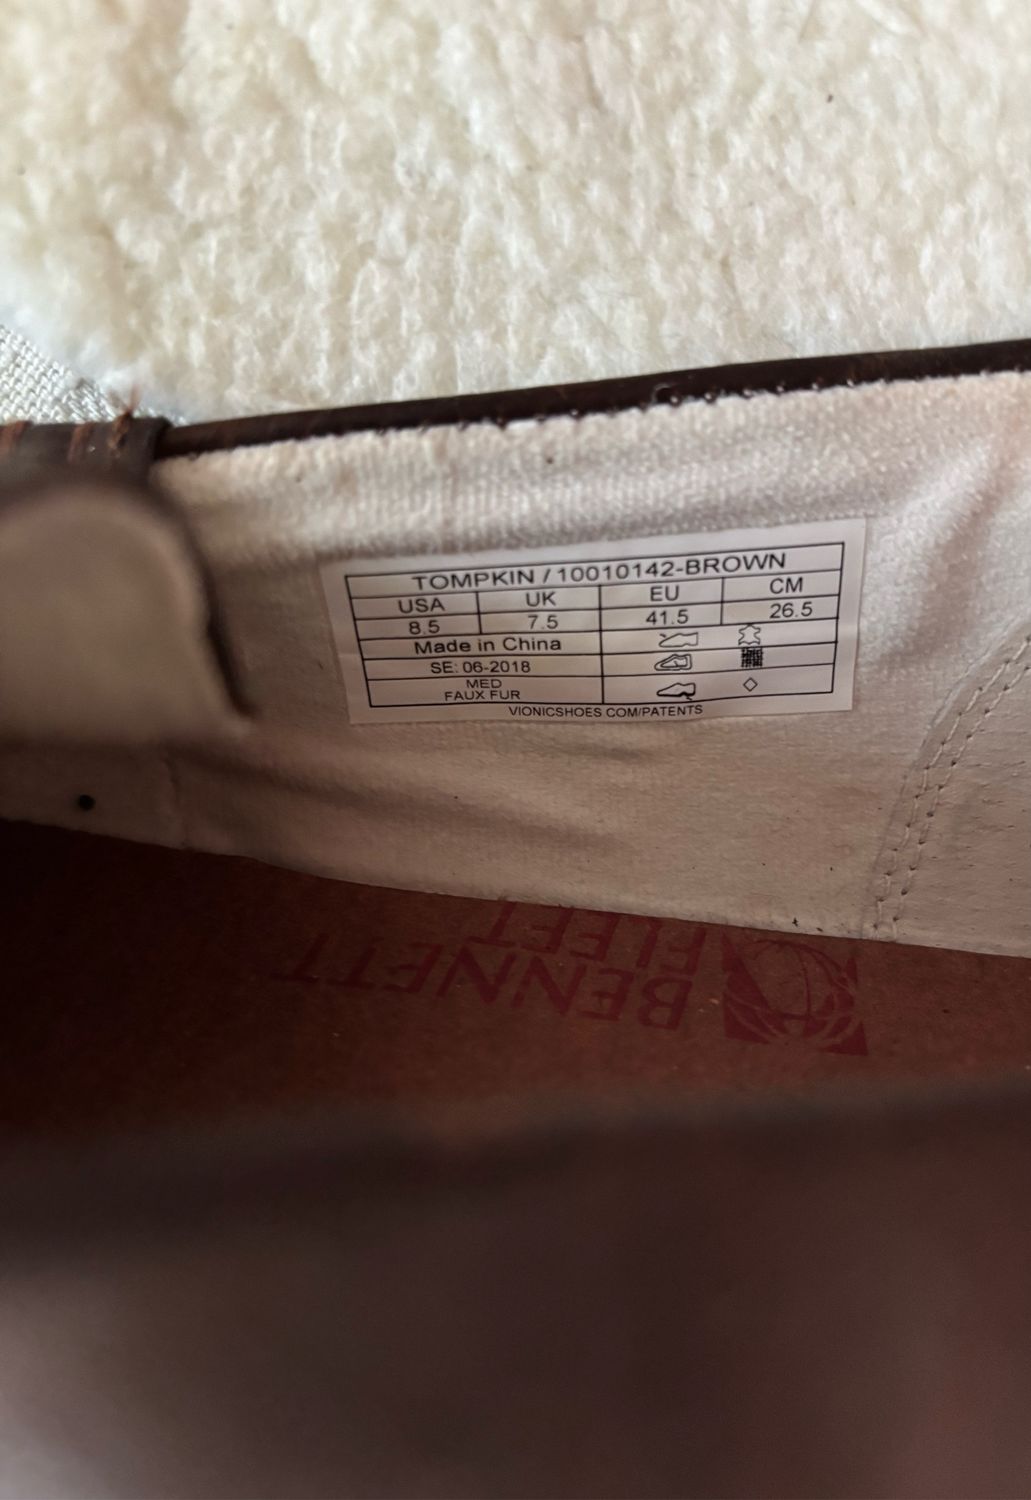 TOMPKIN / 10010142-BROWN
USA UK EU CM
8.5 7.5 41.5 26.5
Made in China
SE: 06-2018
MED
FAUX FUR
VIONICSHOES COM/PATENTS
BENNETT
FLEET